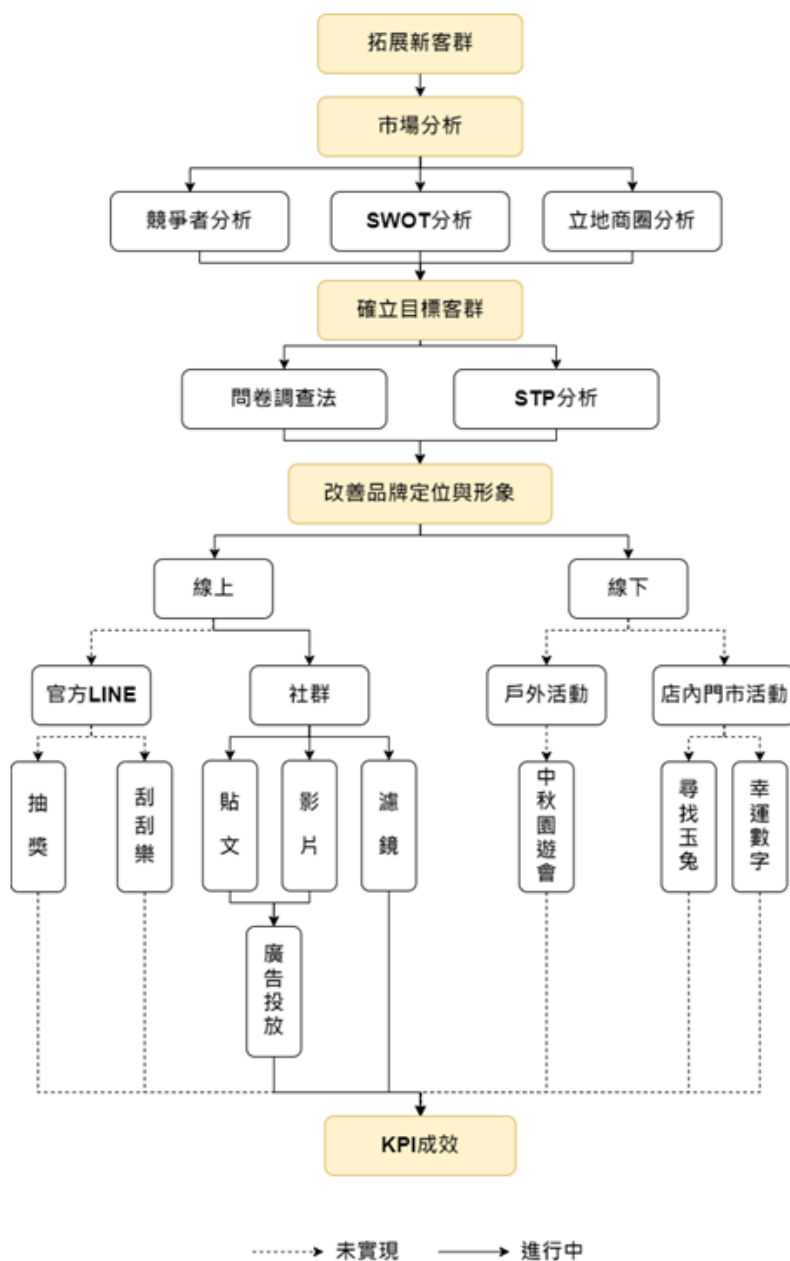 拓展新客群
市場分析
競爭者分析
SWOT分析
立地商圈分析
確立目標客群
問卷調查法
STP分析
改善品牌定位與形象
線上
線下
官方LINE
社群
戶外活動
店內門市活動
抽獎
刮刮樂
貼文
影片
濾鏡
中秋園遊會
尋找玉兔
幸運數字
廣告投放
KPI成效
未實現
進行中